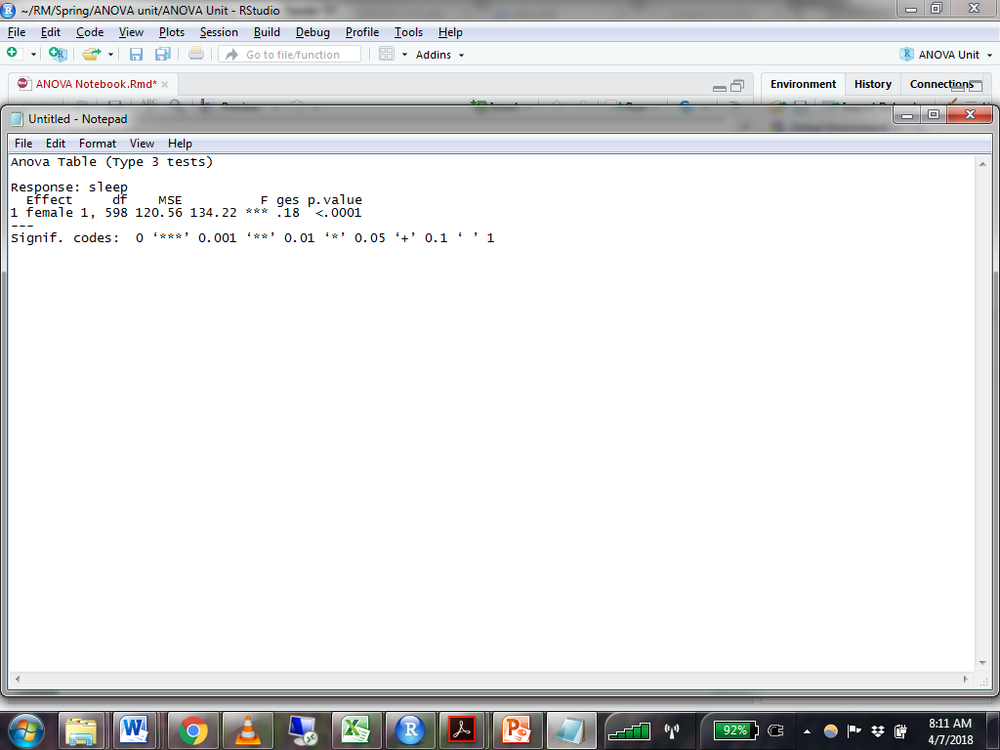 ~/RM/Spring/ANOVA unit/ANOVA Unit - RStudio
File Edit Code View Plots Session Build Debug Profile Tools Help
Go to file/function Addins ANOVA Unit
ANOVA Notebook.Rmd* Environment History Connections
Untitled - Notepad
File Edit Format View Help
Anova Table (Type 3 tests)
Response: sleep
Effect df MSE F ges p.value
1 female 1, 598 120.56 134.22 *** .18 <.0001
---
Signif. codes: 0 ‘***’ 0.001 ‘**’ 0.01 ‘*’ 0.05 ‘+’ 0.1 ‘ ’ 1
92%
8:11 AM
4/7/2018